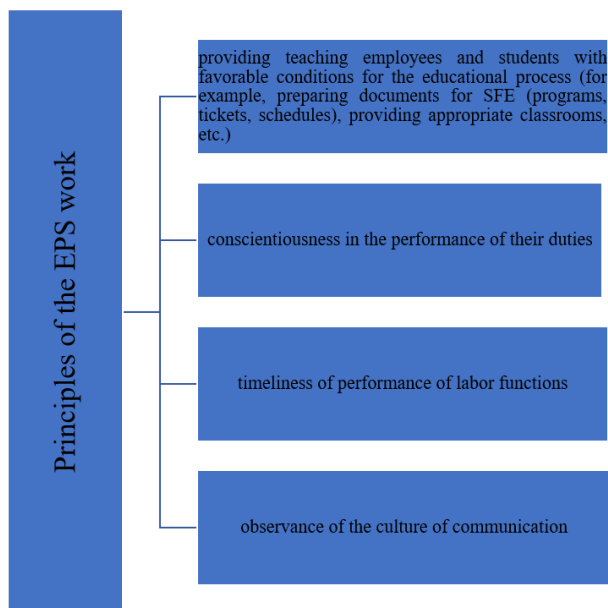 Principles of the EPS work
providing teaching employees and students with
favorable conditions for the educational process (for
example, preparing documents for SFE (programs,
tickets, schedules), providing appropriate classrooms,
etc.)
conscientiousness in the performance of their duties
timeliness of performance of labor functions
observance of the culture of communication